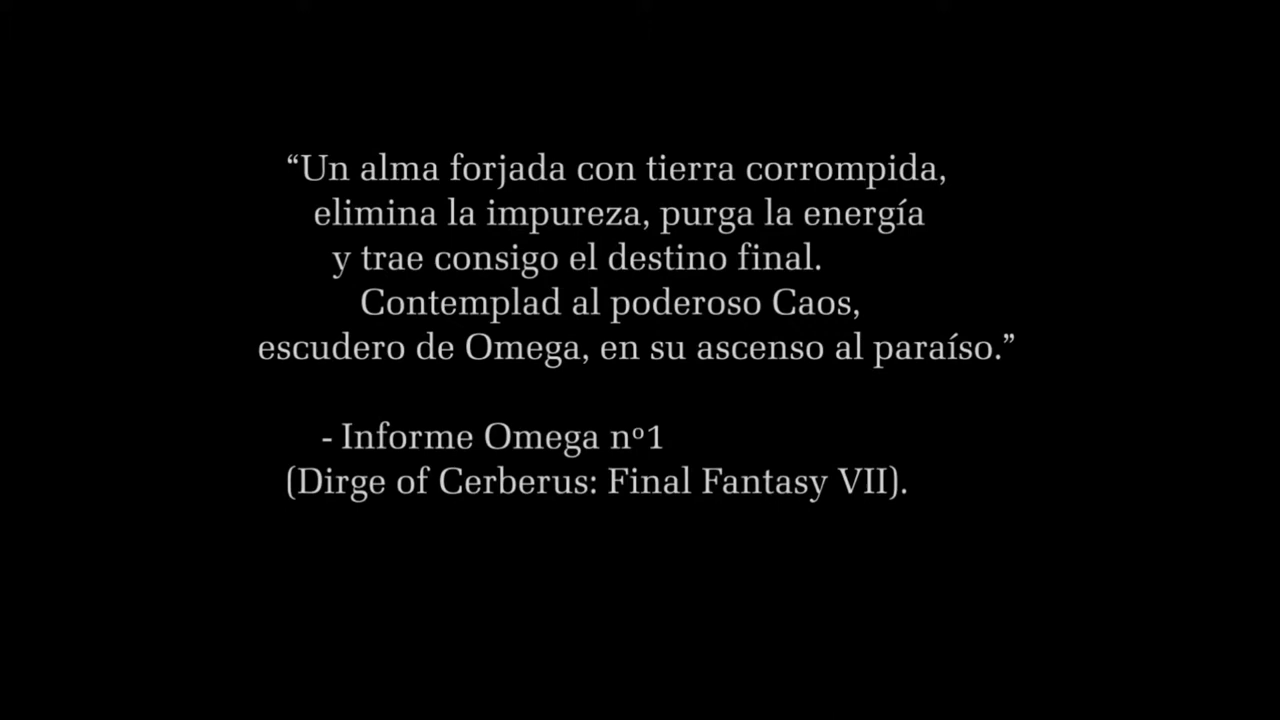 “Un alma forjada con tierra corrompida,
elimina la impureza, purga la energía
y trae consigo el destino final.
Contemplad al poderoso Caos,
escudero de Omega, en su ascenso al paraíso.”
- Informe Omega nº1
(Dirge of Cerberus: Final Fantasy VII).